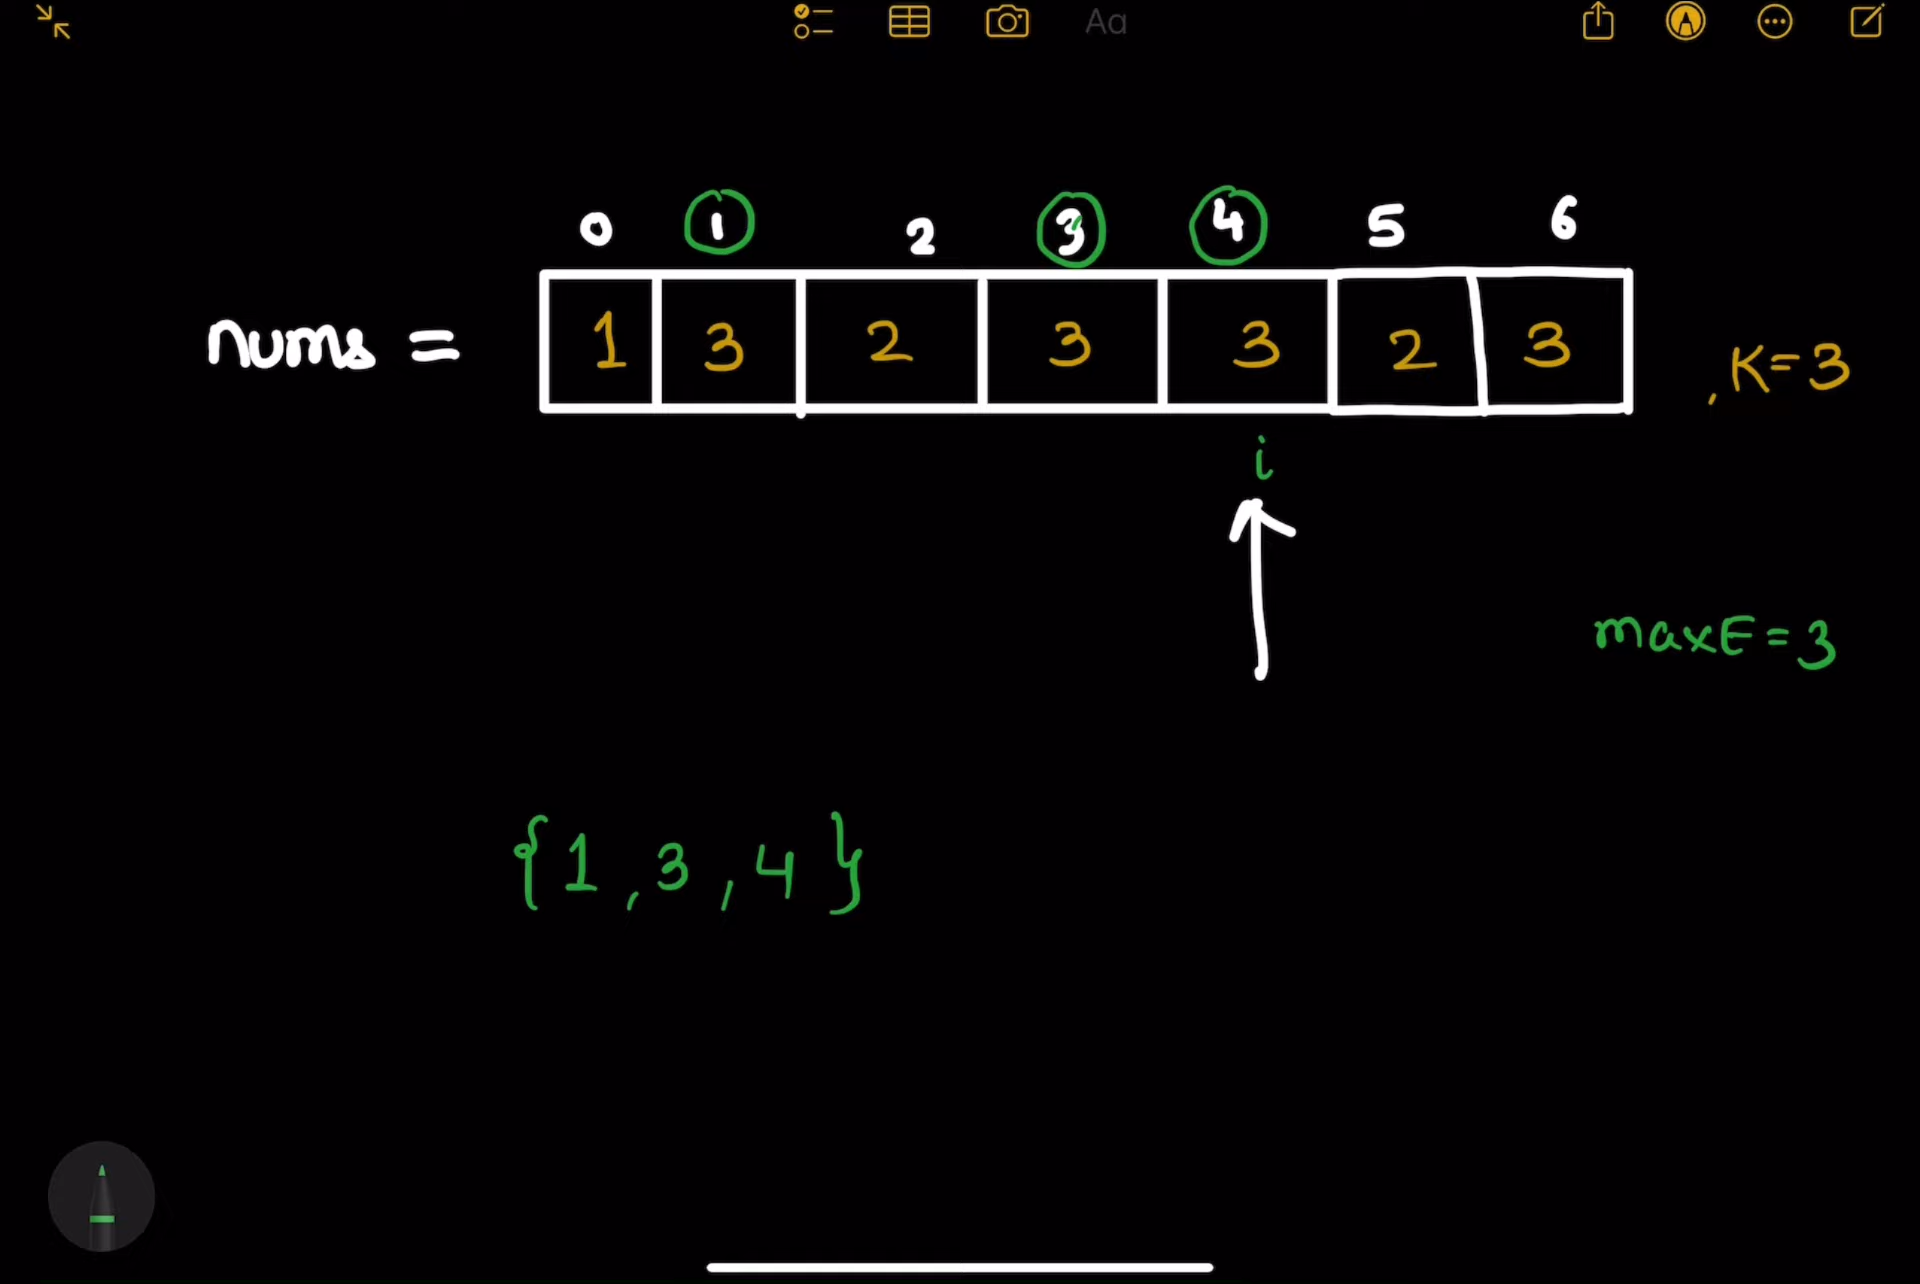 Aa
0 1 2 3 4 5 6
nums = 1 3 2 3 3 2 3 , K=3
i
maxE = 3
{ 1 , 3 , 4 }